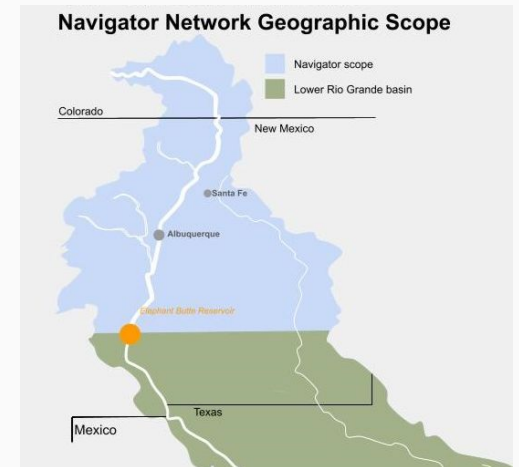 Navigator Network Geographic Scope
Navigator scope
Lower Rio Grande basin
Colorado
New Mexico
Santa Fe
Albuquerque
Elephant Butte Reservoir
Texas
Mexico